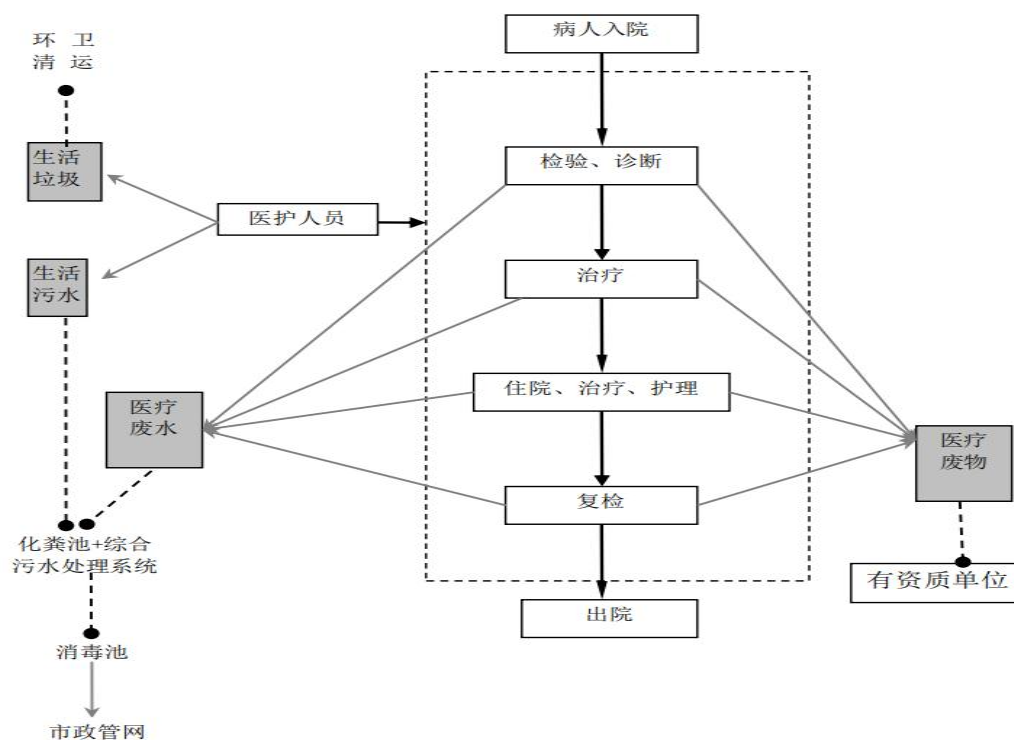 病人入院
环 卫
清 运
生活
垃圾
检验、诊断
医护人员
生活
污水
治疗
住院、治疗、护理
医疗
废水
医疗
废物
复检
化粪池+综合
污水处理系统
有资质单位
出院
消毒池
市政管网